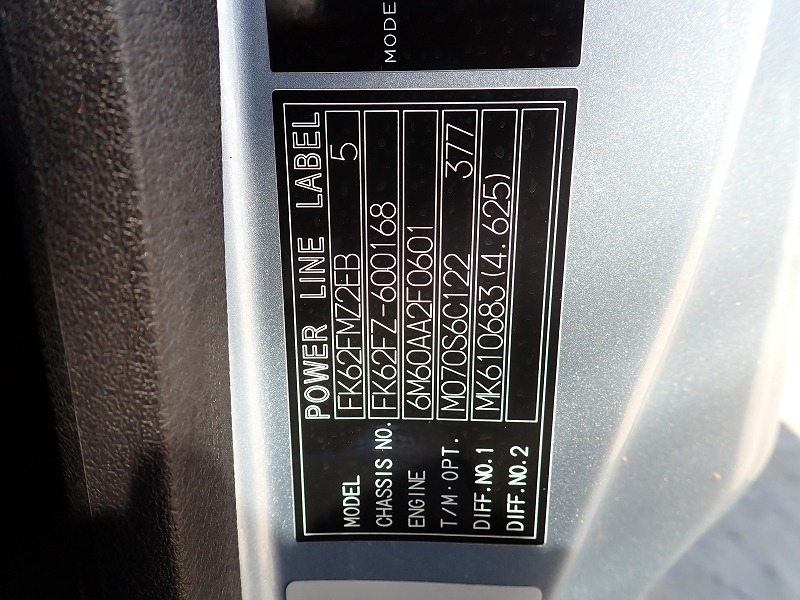 MODE
POWER LINE LABEL
MODEL FK62FMZ2EB 5
CHASSIS NO. FK62FZ-600168
ENGINE 6M60AA2F0601
T/M·OPT. M070S6C122 377
DIFF.NO.1 MK610683(4.625)
DIFF.NO.2